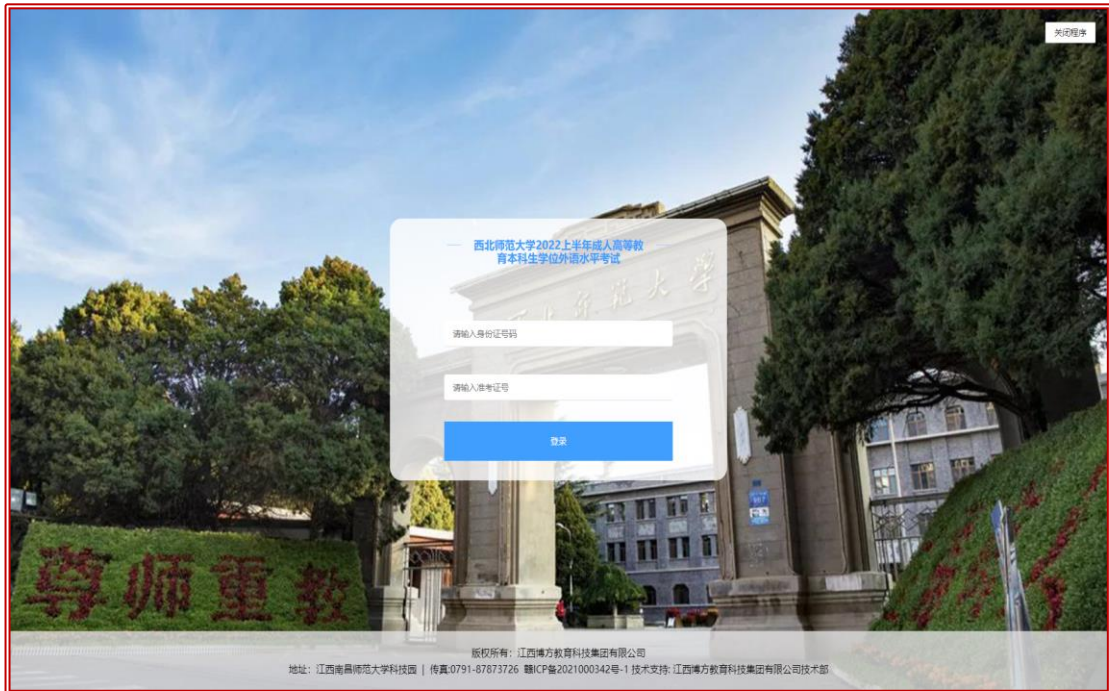 关闭程序
西北师范大学2022上半年成人高等教
育本科生学位外语水平考试
西北师范大学
请输入身份证号码
请输入准考证号
登录
尊师重教
版权所有：江西博方教育科技集团有限公司
地址：江西南昌师范大学科技园 | 传真:0791-87873726 赣ICP备2021000342号-1 技术支持: 江西博方教育科技集团有限公司技术部